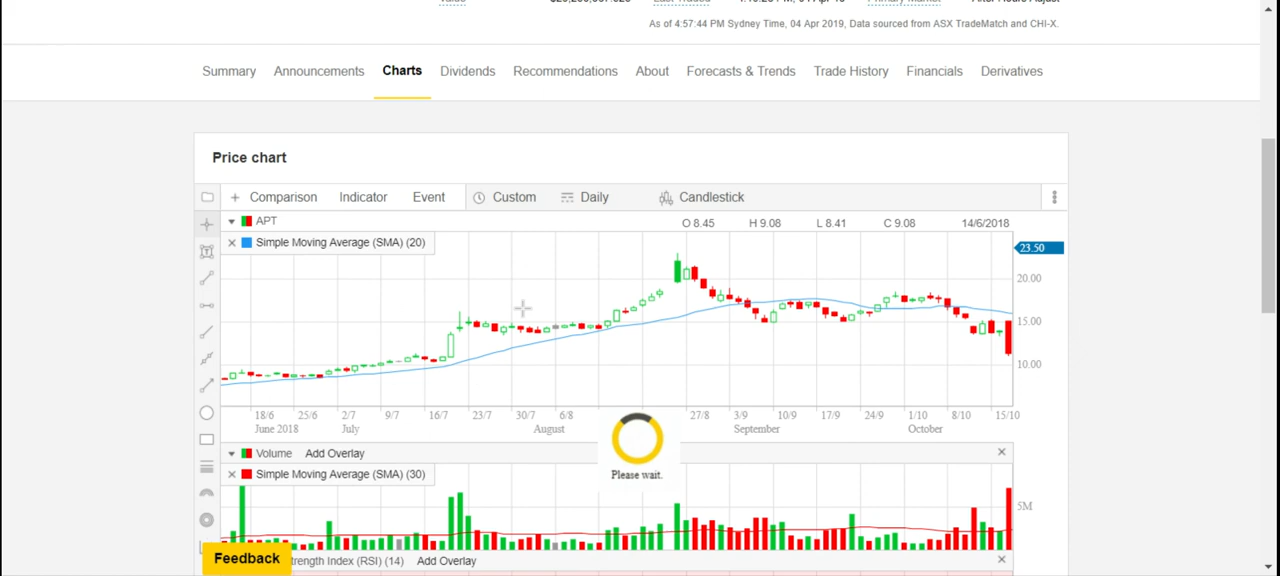 As of 4:57:44 PM Sydney Time, 04 Apr 2019, Data sourced from ASX TradeMatch and CHI-X.
Summary Announcements Charts Dividends Recommendations About Forecasts & Trends Trade History Financials Derivatives
Price chart
+ Comparison Indicator Event Custom Daily Candlestick
APT O 8.45 H 9.08 L 8.41 C 9.08 14/6/2018
Simple Moving Average (SMA) (20)
23.50
20.00
15.00
10.00
18/6 25/6 2/7 9/7 16/7 23/7 30/7 6/8 27/8 3/9 10/9 17/9 24/9 1/10 8/10 15/10
June 2018 July August September October
Please wait.
Volume Add Overlay
Simple Moving Average (SMA) (30)
5M
Feedback
trength Index (RSI) (14) Add Overlay